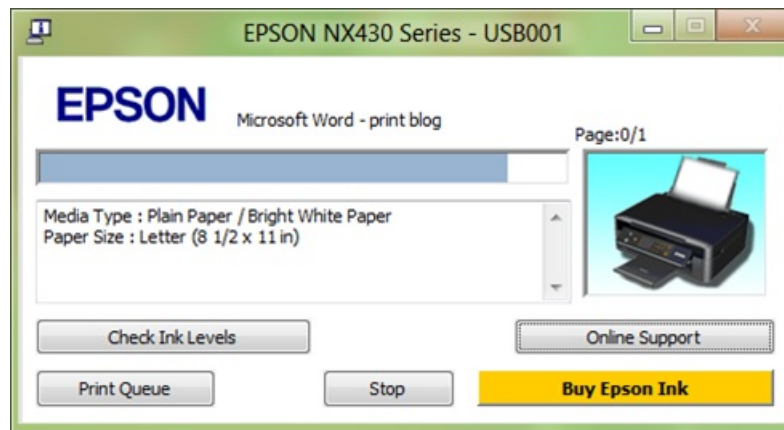 EPSON NX430 Series - USB001
EPSON
Microsoft Word - print blog
Page:0/1
Media Type : Plain Paper / Bright White Paper
Paper Size : Letter (8 1/2 x 11 in)
Check Ink Levels
Online Support
Print Queue
Stop
Buy Epson Ink